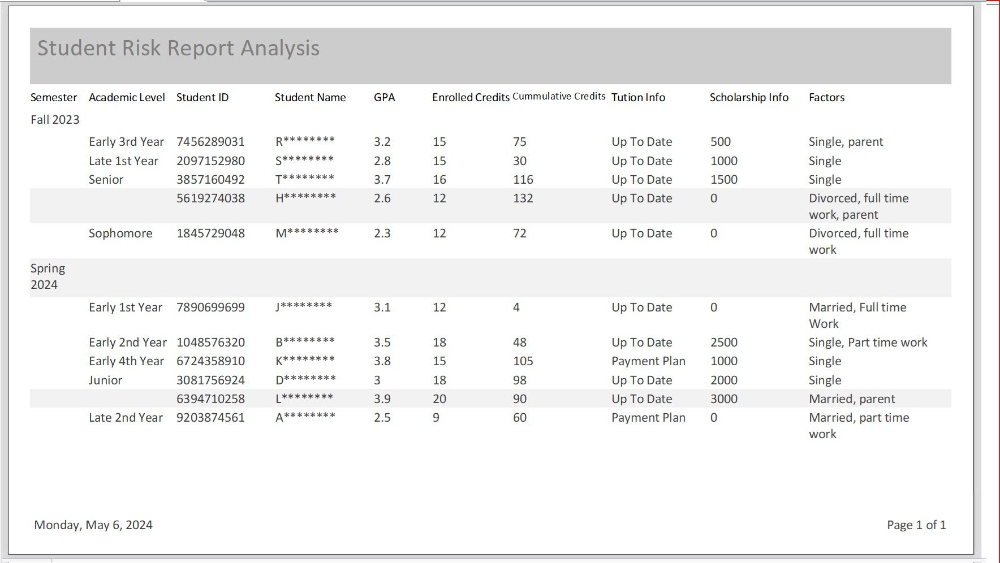 Student Risk Report Analysis
Semester Academic Level Student ID Student Name GPA Enrolled Credits Cummulative Credits Tution Info Scholarship Info Factors
Fall 2023
Early 3rd Year 7456289031 R******** 3.2 15 75 Up To Date 500 Single, parent
Late 1st Year 2097152980 S******** 2.8 15 30 Up To Date 1000 Single
Senior 3857160492 T******** 3.7 16 116 Up To Date 1500 Single
5619274038 H******** 2.6 12 132 Up To Date 0 Divorced, full time
work, parent
Sophomore 1845729048 M******** 2.3 12 72 Up To Date 0 Divorced, full time
work
Spring
2024
Early 1st Year 7890699699 J******** 3.1 12 4 Up To Date 0 Married, Full time
Work
Early 2nd Year 1048576320 B******** 3.5 18 48 Up To Date 2500 Single, Part time work
Early 4th Year 6724358910 K******** 3.8 15 105 Payment Plan 1000 Single
Junior 3081756924 D******** 3 18 98 Up To Date 2000 Single
6394710258 L******** 3.9 20 90 Up To Date 3000 Married, parent
Late 2nd Year 9203874561 A******** 2.5 9 60 Payment Plan 0 Married, part time
work
Monday, May 6, 2024 Page 1 of 1